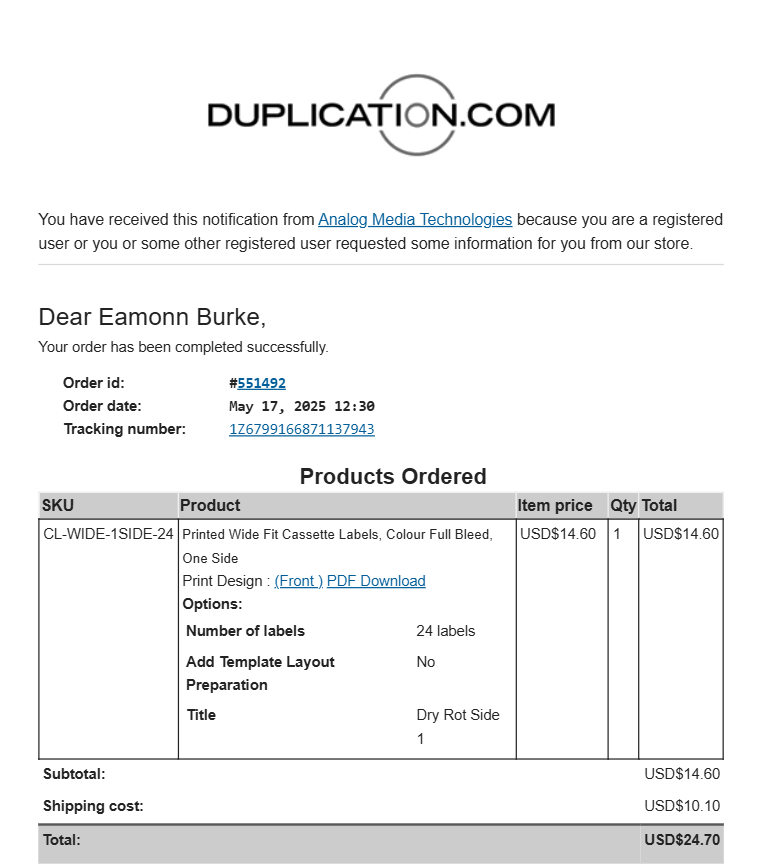 DUPLICATION.COM
You have received this notification from Analog Media Technologies because you are a registered
user or you or some other registered user requested some information for you from our store.
Dear Eamonn Burke,
Your order has been completed successfully.
Order id: #551492
Order date: May 17, 2025 12:30
Tracking number: 1Z6799166871137943
Products Ordered
SKU Product Item price Qty Total
CL-WIDE-1SIDE-24 Printed Wide Fit Cassette Labels, Colour Full Bleed, USD$14.60 1 USD$14.60
One Side
Print Design : (Front ) PDF Download
Options:
Number of labels 24 labels
Add Template Layout No
Preparation
Title Dry Rot Side
1
Subtotal: USD$14.60
Shipping cost: USD$10.10
Total: USD$24.70